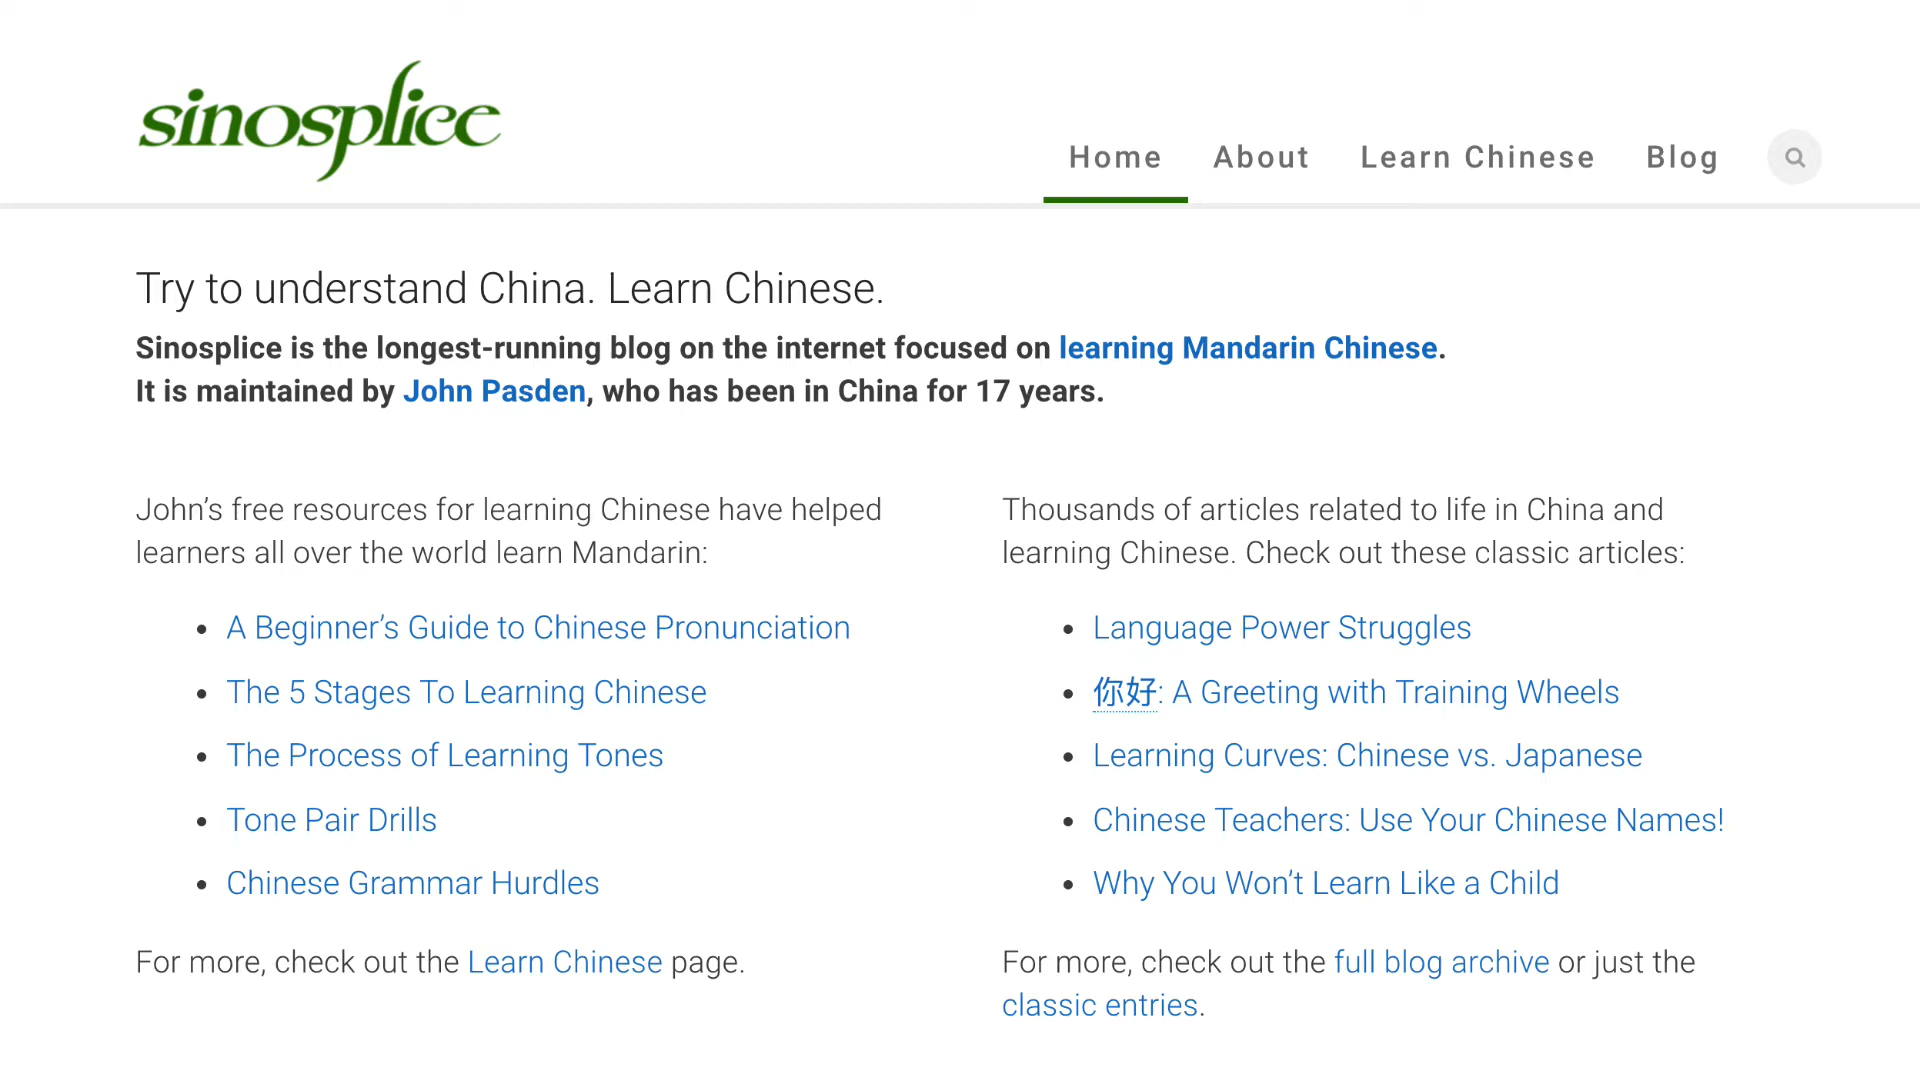 sinosplice
Home About Learn Chinese Blog
Try to understand China. Learn Chinese.
Sinosplice is the longest-running blog on the internet focused on learning Mandarin Chinese.
It is maintained by John Pasden, who has been in China for 17 years.
John’s free resources for learning Chinese have helped
learners all over the world learn Mandarin:
A Beginner’s Guide to Chinese Pronunciation
The 5 Stages To Learning Chinese
The Process of Learning Tones
Tone Pair Drills
Chinese Grammar Hurdles
For more, check out the Learn Chinese page.
Thousands of articles related to life in China and
learning Chinese. Check out these classic articles:
Language Power Struggles
你好: A Greeting with Training Wheels
Learning Curves: Chinese vs. Japanese
Chinese Teachers: Use Your Chinese Names!
Why You Won’t Learn Like a Child
For more, check out the full blog archive or just the
classic entries.